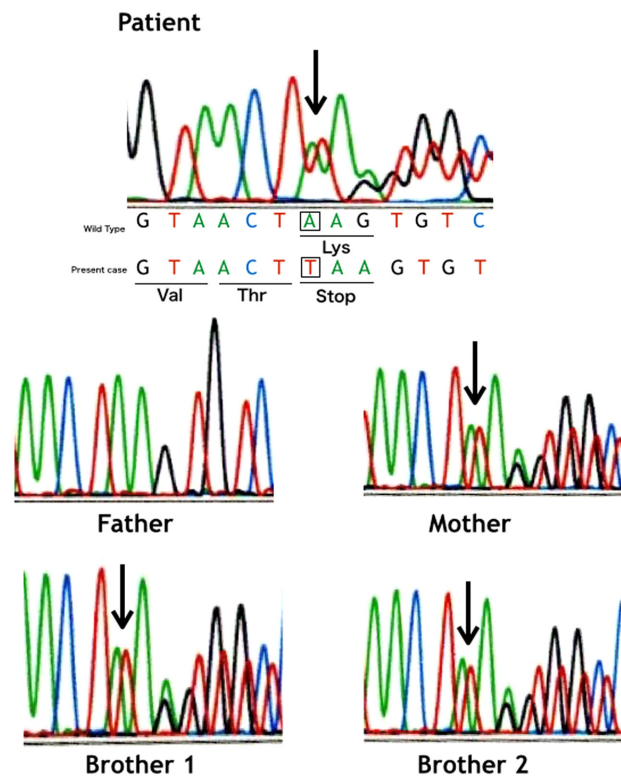 Patient
Wild Type G T A A C T A A G T G T C
Lys
Present case G T A A C T T A A G T G T
Val Thr Stop
Father Mother
Brother 1 Brother 2